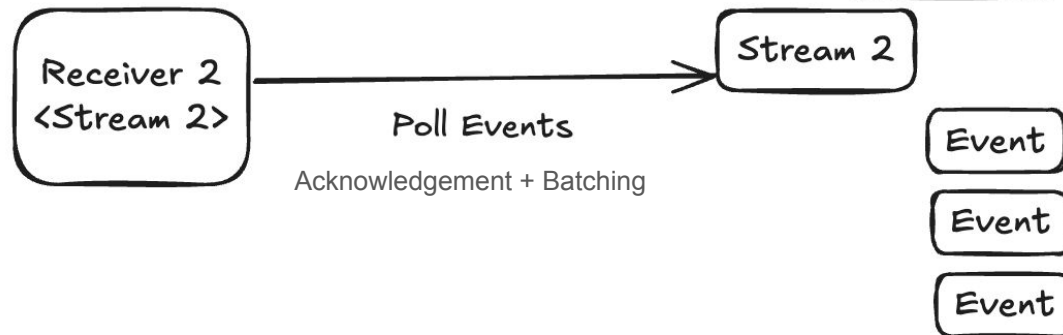 Receiver 2
<Stream 2>
Poll Events
Acknowledgement + Batching
Stream 2
Event
Event
Event